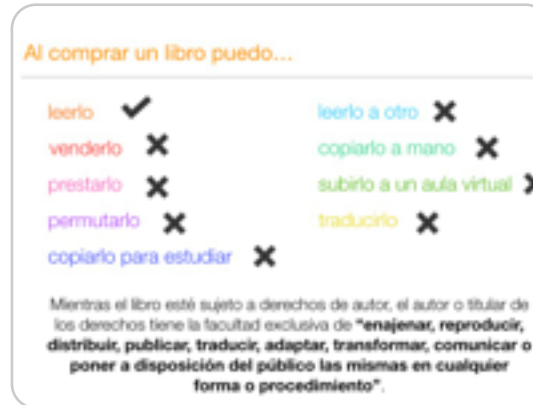 Al comprar un libro puedo...
leerlo
venderlo
prestarlo
permutarlo
copiarlo para estudiar
leerlo a otro
copiarlo a mano
subirlo a un aula virtual
traducirlo
Mientras el libro esté sujeto a derechos de autor, el autor o titular de
los derechos tiene la facultad exclusiva de "enajenar, reproducir,
distribuir, publicar, traducir, adaptar, transformar, comunicar o
poner a disposición del público las mismas en cualquier
forma o procedimiento".